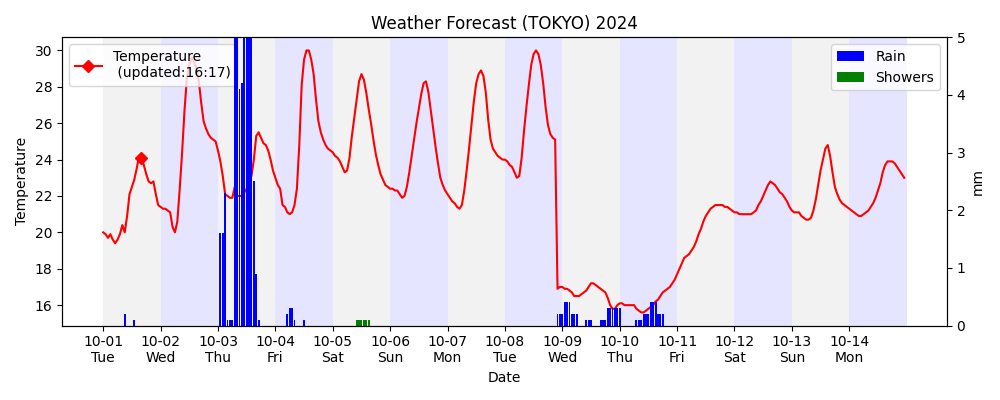 Weather Forecast (TOKYO) 2024
Temperature
(updated:16:17)
Rain
Showers
30
28
26
24
22
20
18
16
Temperature
5
4
3
2
1
0
mm
10-01 10-02 10-03 10-04 10-05 10-06 10-07 10-08 10-09 10-10 10-11 10-12 10-13 10-14
Tue Wed Thu Fri Sat Sun Mon Tue Wed Thu Fri Sat Sun Mon
Date